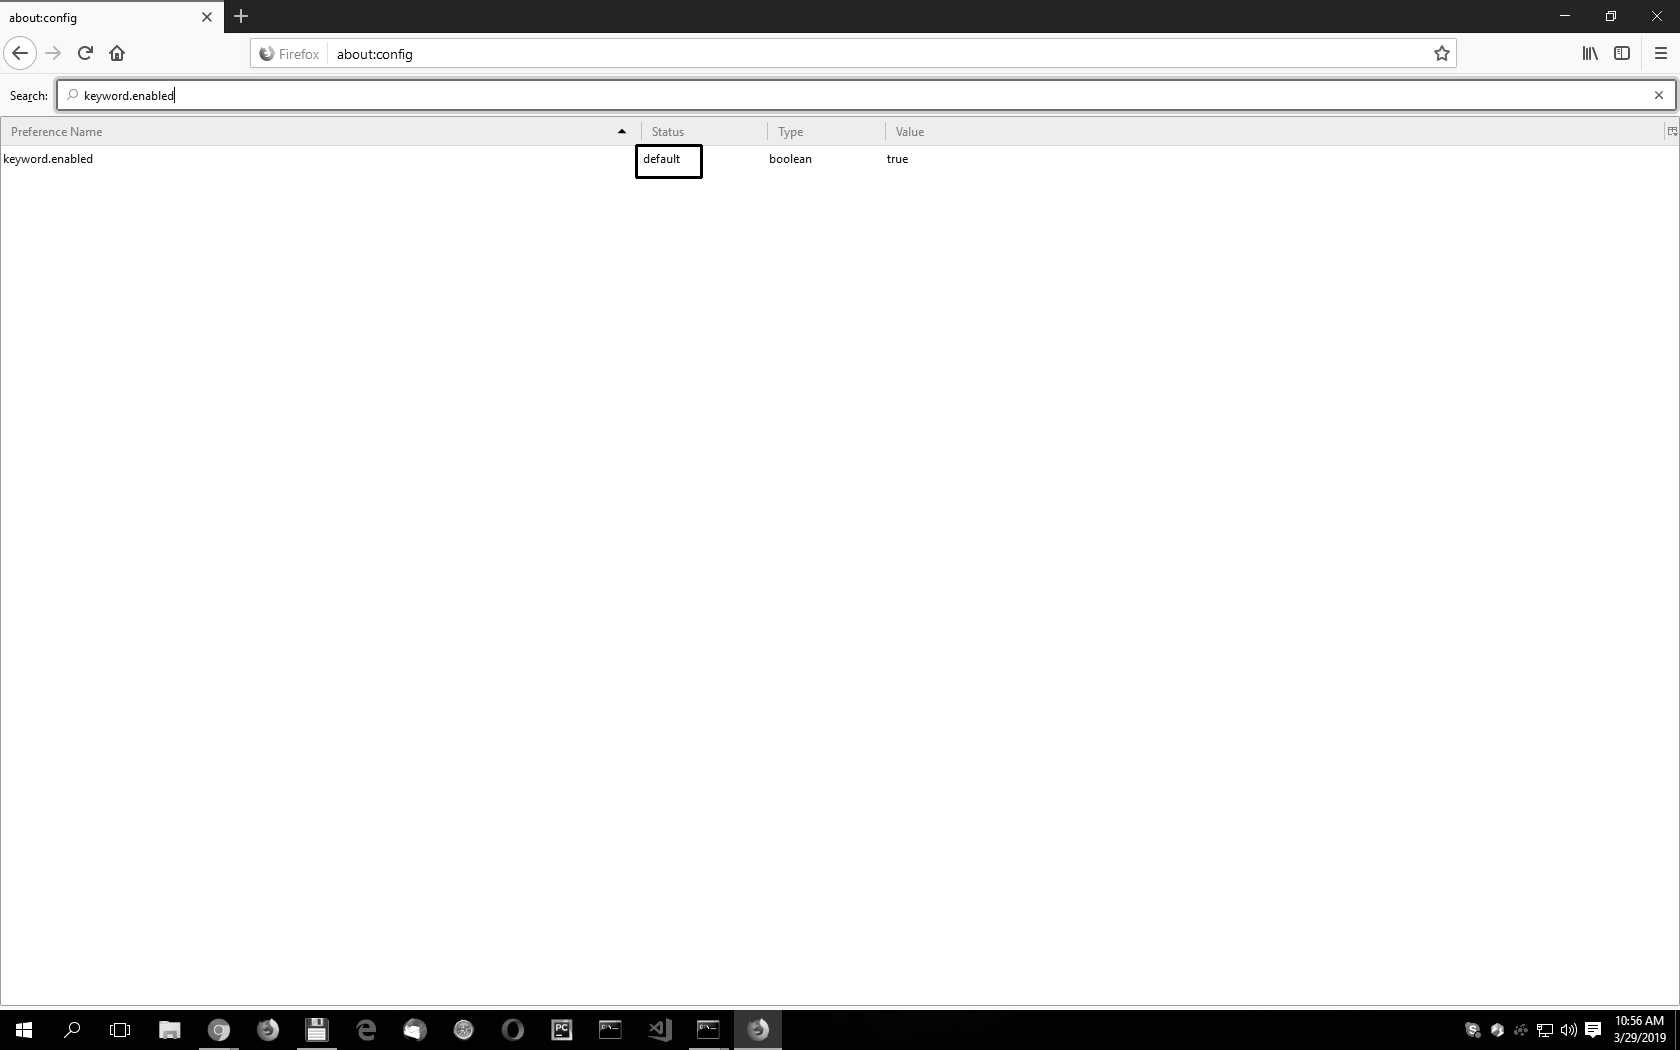 about:config
Firefox about:config
Search: keyword.enabled
Preference Name Status Type Value
keyword.enabled default boolean true
PC
10:56 AM
3/29/2019